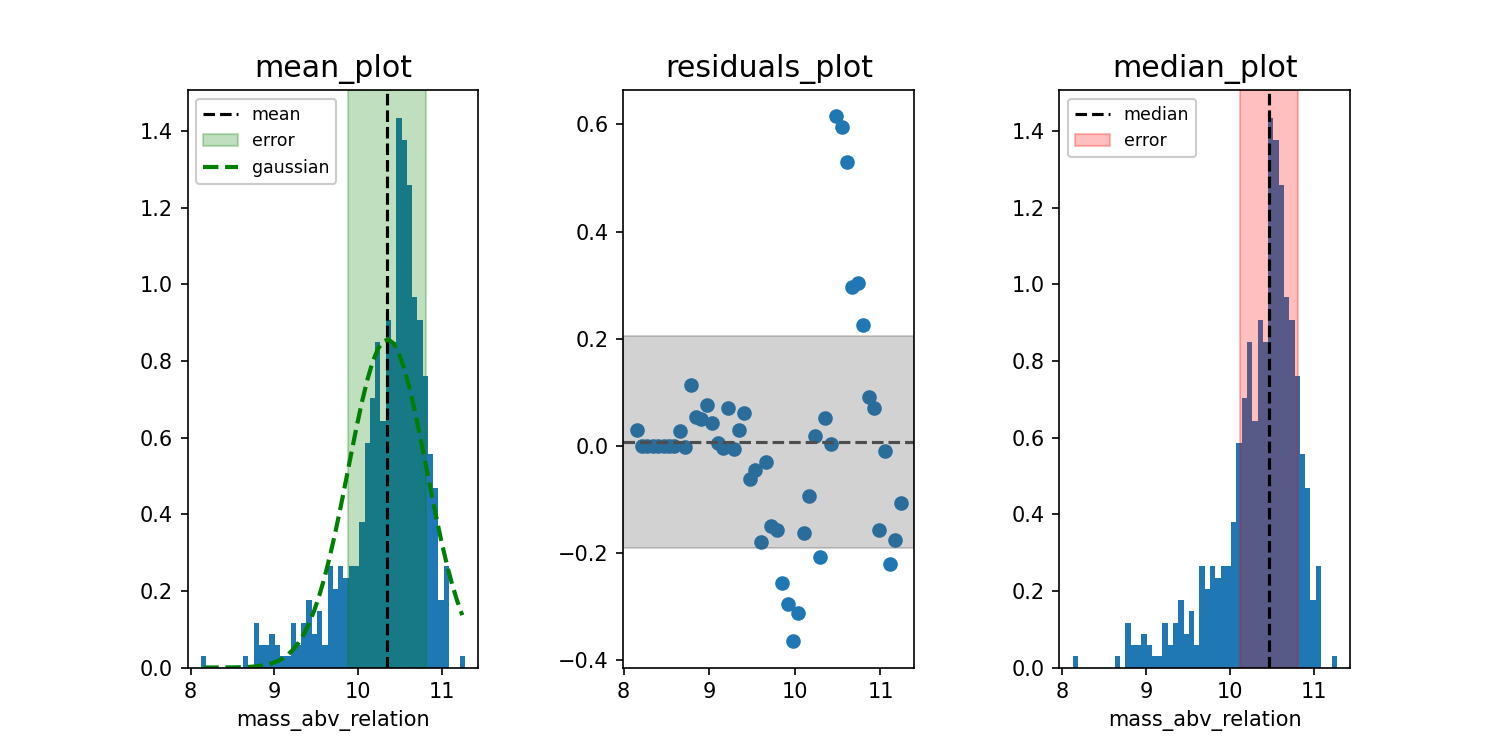 mean_plot
mean
error
gaussian
1.4
1.2
1.0
0.8
0.6
0.4
0.2
0.0
8 9 10 11
mass_abv_relation
residuals_plot
0.6
0.4
0.2
0.0
−0.2
−0.4
8 9 10 11
median_plot
median
error
1.4
1.2
1.0
0.8
0.6
0.4
0.2
0.0
8 9 10 11
mass_abv_relation